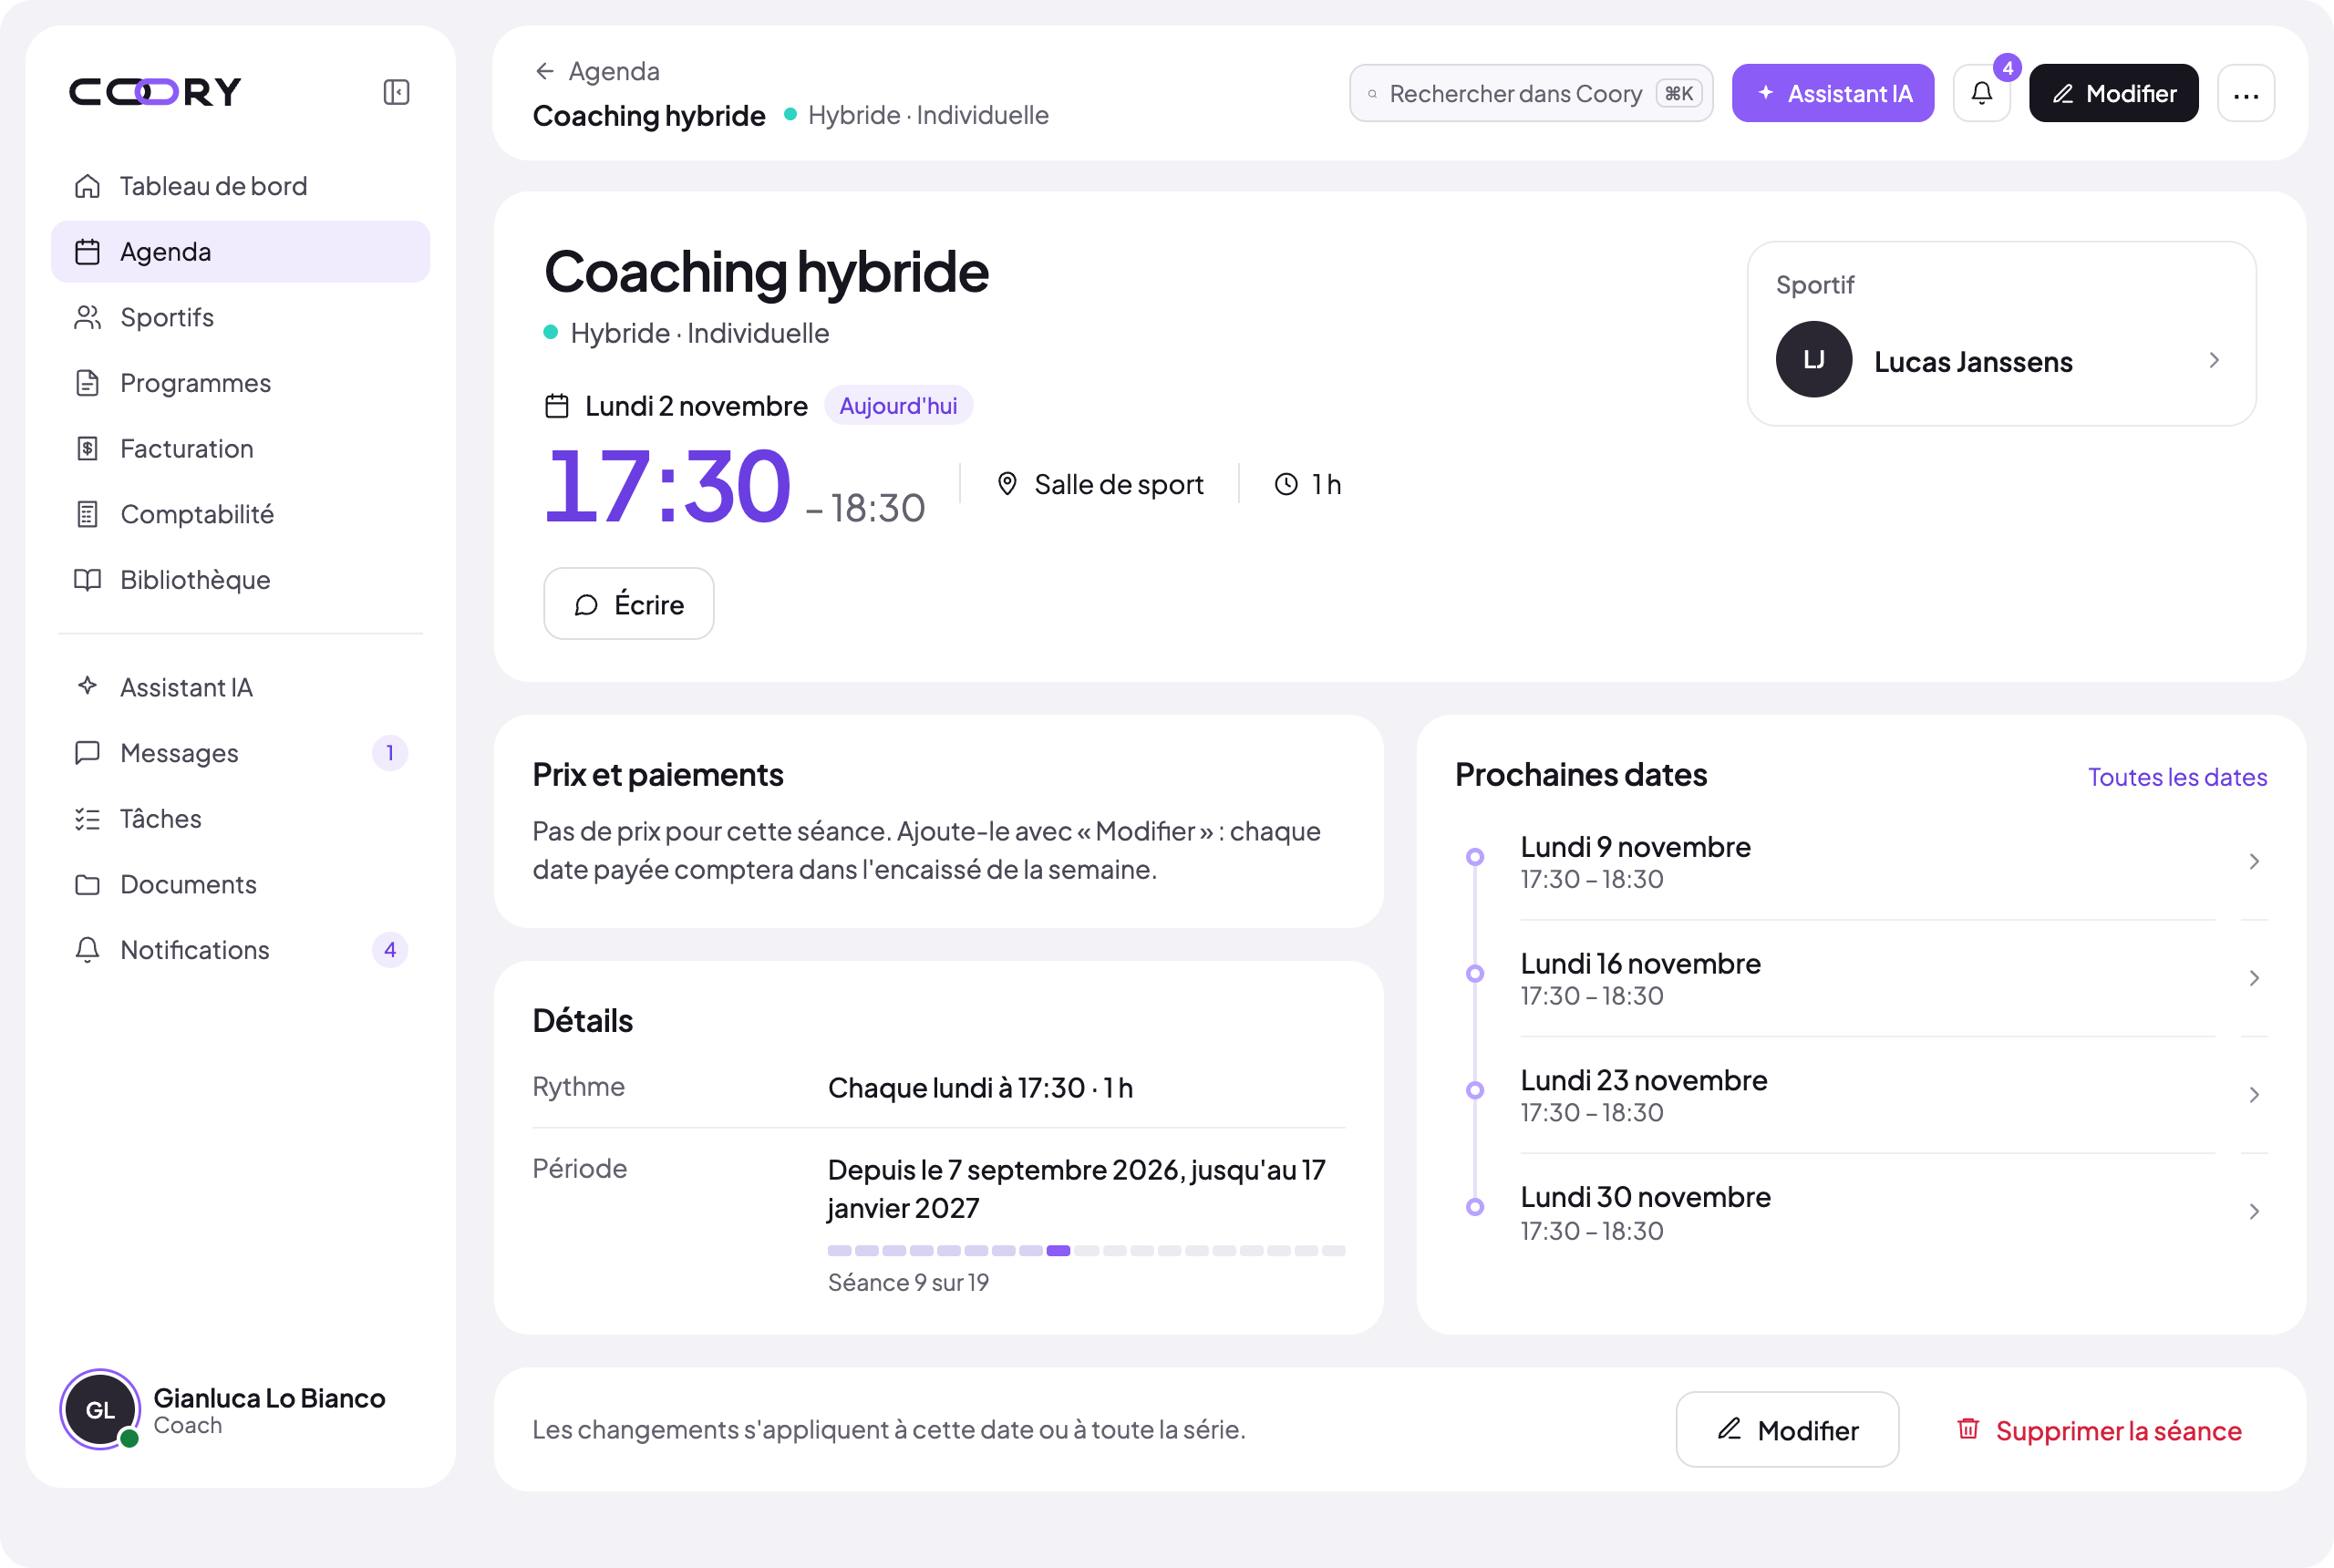 COORY
Tableau de bord
Agenda
Sportifs
Programmes
Facturation
Comptabilité
Bibliothèque
Assistant IA
Messages 1
Tâches
Documents
Notifications 4
GL
Gianluca Lo Bianco
Coach
← Agenda
Coaching hybride Hybride · Individuelle
Rechercher dans Coory ⌘K
Assistant IA
4
Modifier
...
Coaching hybride
Hybride · Individuelle
Lundi 2 novembre Aujourd'hui
17:30 – 18:30
Salle de sport
1 h
Écrire
Sportif
LJ
Lucas Janssens
Prix et paiements
Pas de prix pour cette séance. Ajoute-le avec « Modifier » : chaque
date payée comptera dans l'encaissé de la semaine.
Détails
Rythme Chaque lundi à 17:30 · 1 h
Période Depuis le 7 septembre 2026, jusqu'au 17
janvier 2027
Séance 9 sur 19
Prochaines dates
Toutes les dates
Lundi 9 novembre
17:30 – 18:30
Lundi 16 novembre
17:30 – 18:30
Lundi 23 novembre
17:30 – 18:30
Lundi 30 novembre
17:30 – 18:30
Les changements s'appliquent à cette date ou à toute la série.
Modifier
Supprimer la séance